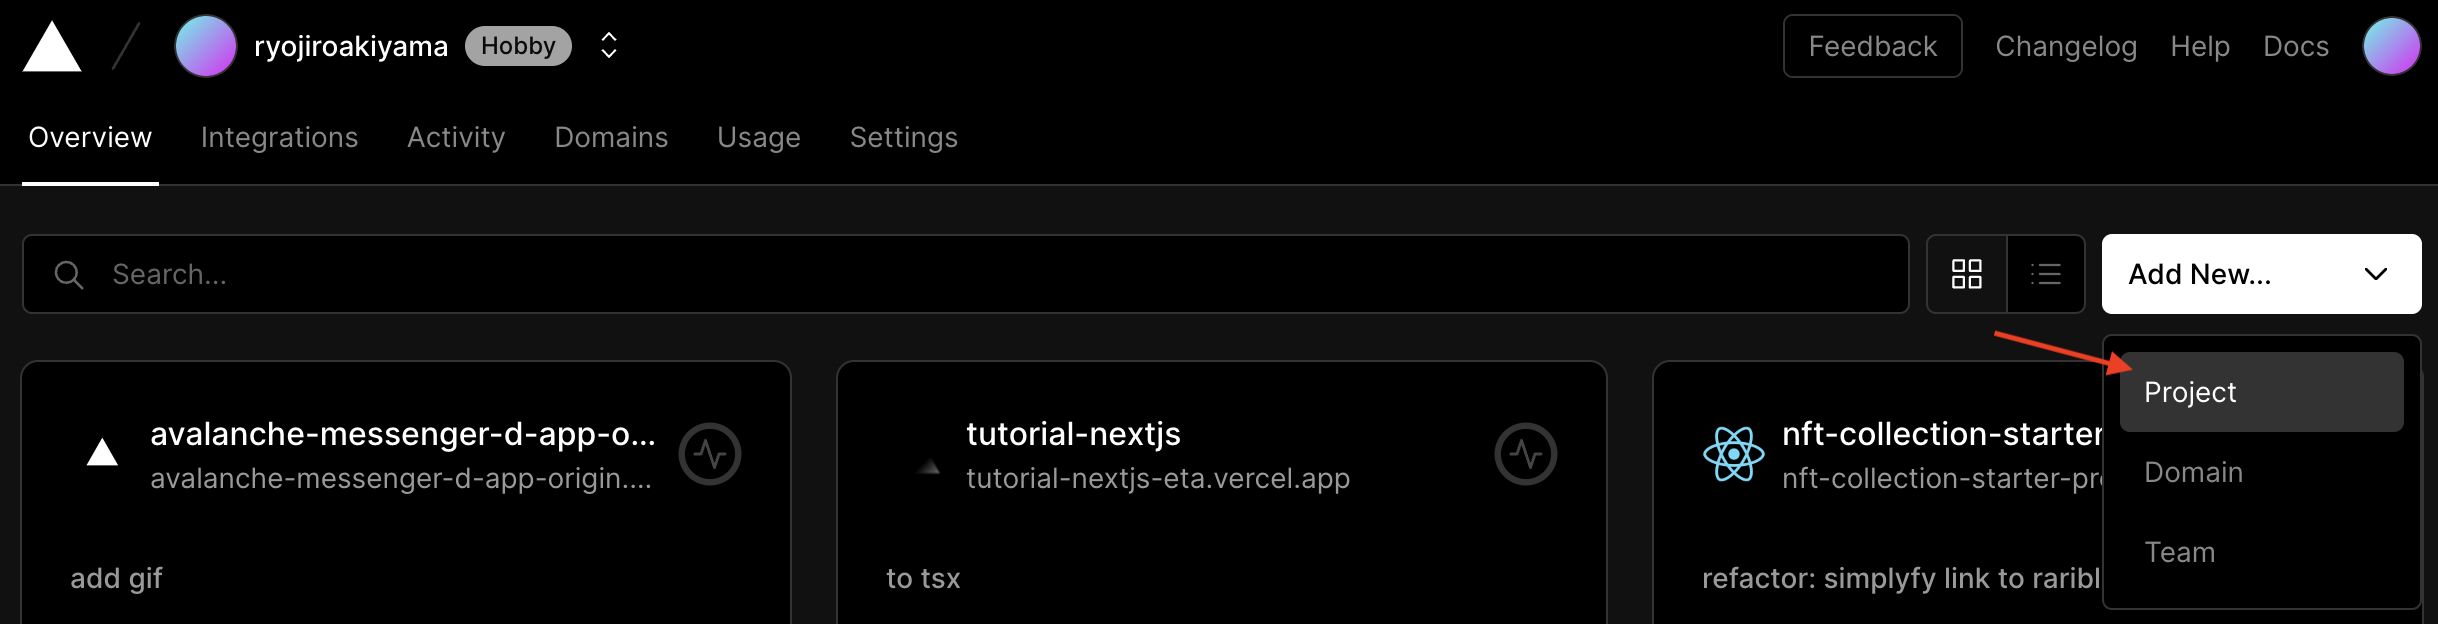 ryojiroakiyama Hobby
Feedback Changelog Help Docs
Overview Integrations Activity Domains Usage Settings
Search...
Add New...
Project
Domain
Team
avalanche-messenger-d-app-o...
avalanche-messenger-d-app-origin....
add gif
tutorial-nextjs
tutorial-nextjs-eta.vercel.app
to tsx
nft-collection-starter
nft-collection-starter-pr
refactor: simplyfy link to raribl